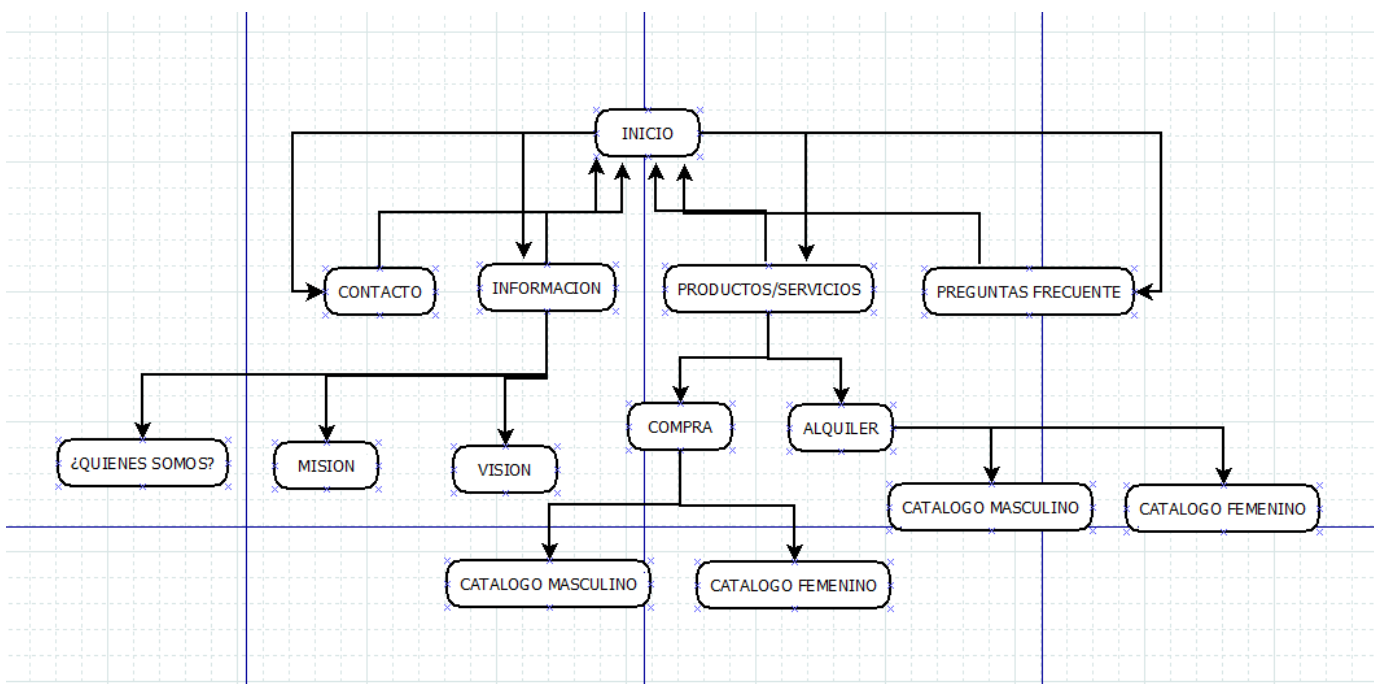 INICIO
CONTACTO
INFORMACION
PRODUCTOS/SERVICIOS
PREGUNTAS FRECUENTE
¿QUIENES SOMOS?
MISION
VISION
COMPRA
ALQUILER
CATALOGO MASCULINO
CATALOGO FEMENINO
CATALOGO MASCULINO
CATALOGO FEMENINO